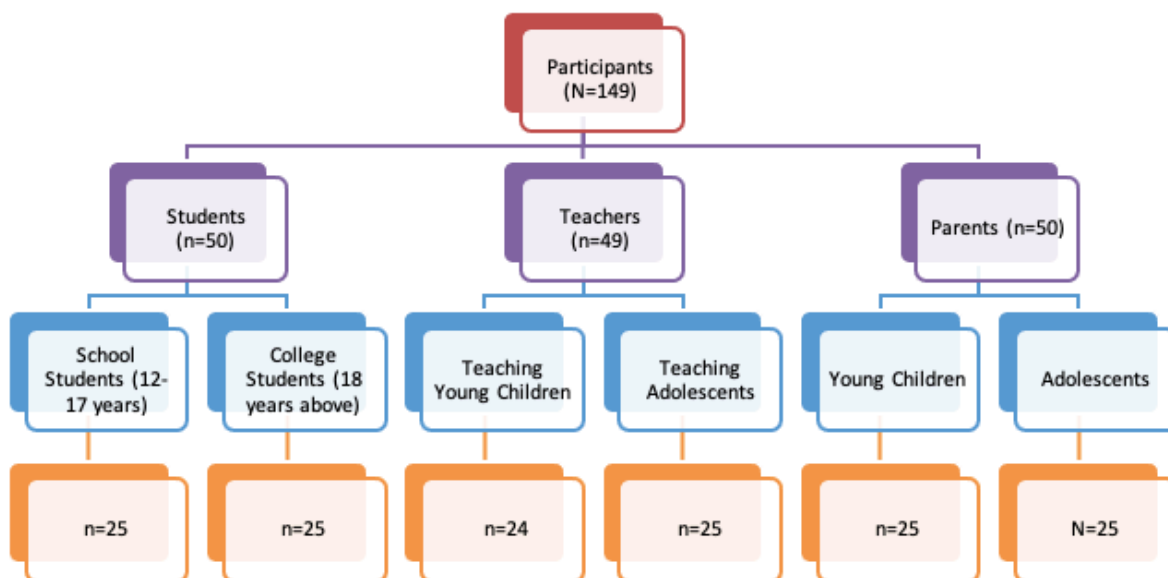 Participants
(N=149)
Students
(n=50)
Teachers
(n=49)
Parents (n=50)
School
Students (12-
17 years)
College
Students (18
years above)
Teaching
Young Children
Teaching
Adolescents
Young Children
Adolescents
n=25
n=25
n=24
n=25
n=25
N=25